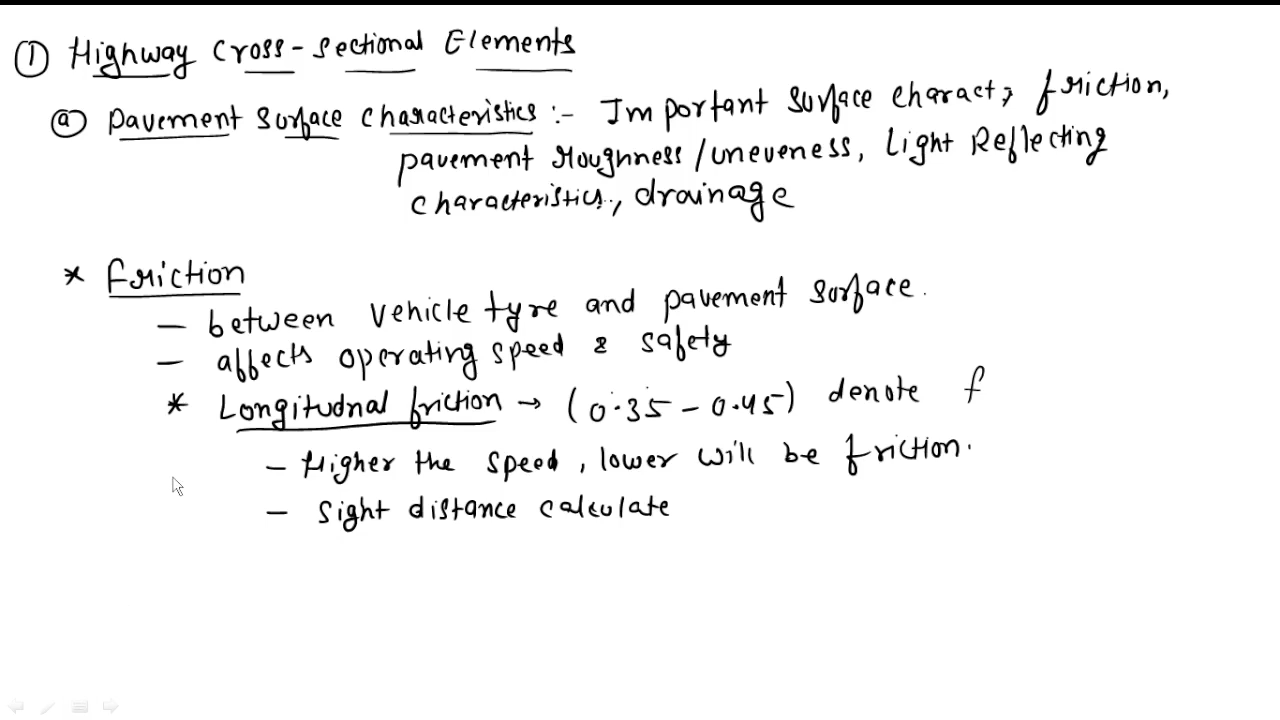 ① Highway Cross-Sectional Elements
ⓐ Pavement Surface Characteristics :- Important surface charact, friction,
pavement roughness/uneveness, Light Reflecting
characteristics, drainage
* Friction
– between vehicle tyre and pavement surface.
– affects operating speed & safety
* Longitudnal friction → (0.35 – 0.45) denote f
– Higher the speed, lower will be friction.
– Sight distance calculate